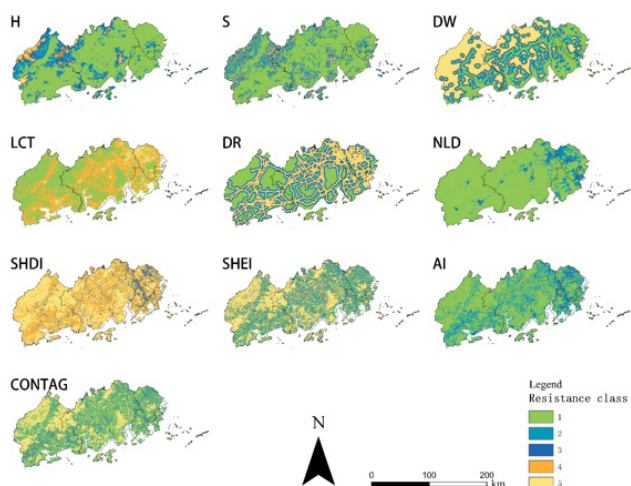 H
S
DW
LCT
DR
NLD
SHDI
SHEI
AI
CONTAG
N
0 100 200
km
Legend
Resistance class
1
2
3
4
5